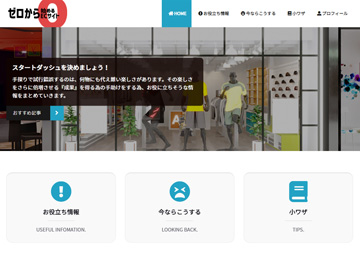 ゼロから始める
ECサイト
HOME
お役立ち情報
今ならこうする
小ワザ
プロフィール
スタートダッシュを決めましょう！
手探りで試行錯誤するのは、何物にも代え難い楽しさがあります。その楽しさ
をさらに倍増させる『成果』を得る為の手助けをする為、お役に立ちそうな情
報をまとめていきます。
おすすめ記事
お役立ち情報
USEFUL INFOMATION.
今ならこうする
LOOKING BACK.
小ワザ
TIPS.